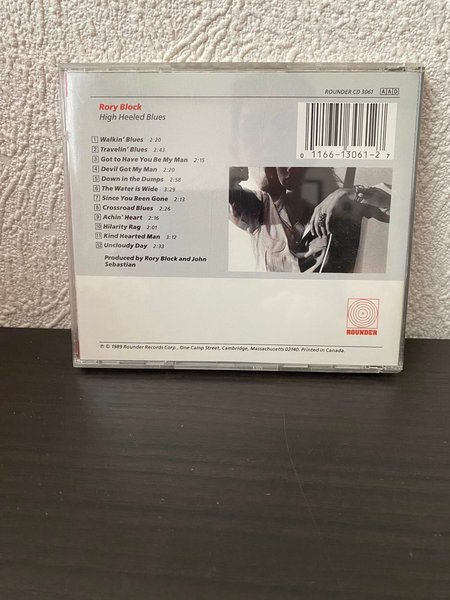 ROUNDER CD 3061 AAD
Rory Block
High Heeled Blues
1 Walkin' Blues 2:20
2 Travelin' Blues 2:43
3 Got to Have You Be My Man 2:15
4 Devil Got My Man 2:20
5 Down in the Dumps 2:58
6 The Water is Wide 3:29
7 Since You Been Gone 2:13
8 Crossroad Blues 2:26
9 Achin' Heart 2:16
10 Hilarity Rag 2:01
11 Kind Hearted Man 3:12
12 Uncloudy Day 2:33
Produced by Rory Block and John
Sebastian
0 1166-13061-2 7
ROUNDER
℗ © 1989 Rounder Records Corp., One Camp Street, Cambridge, Massachusetts 02140. Printed in Canada.